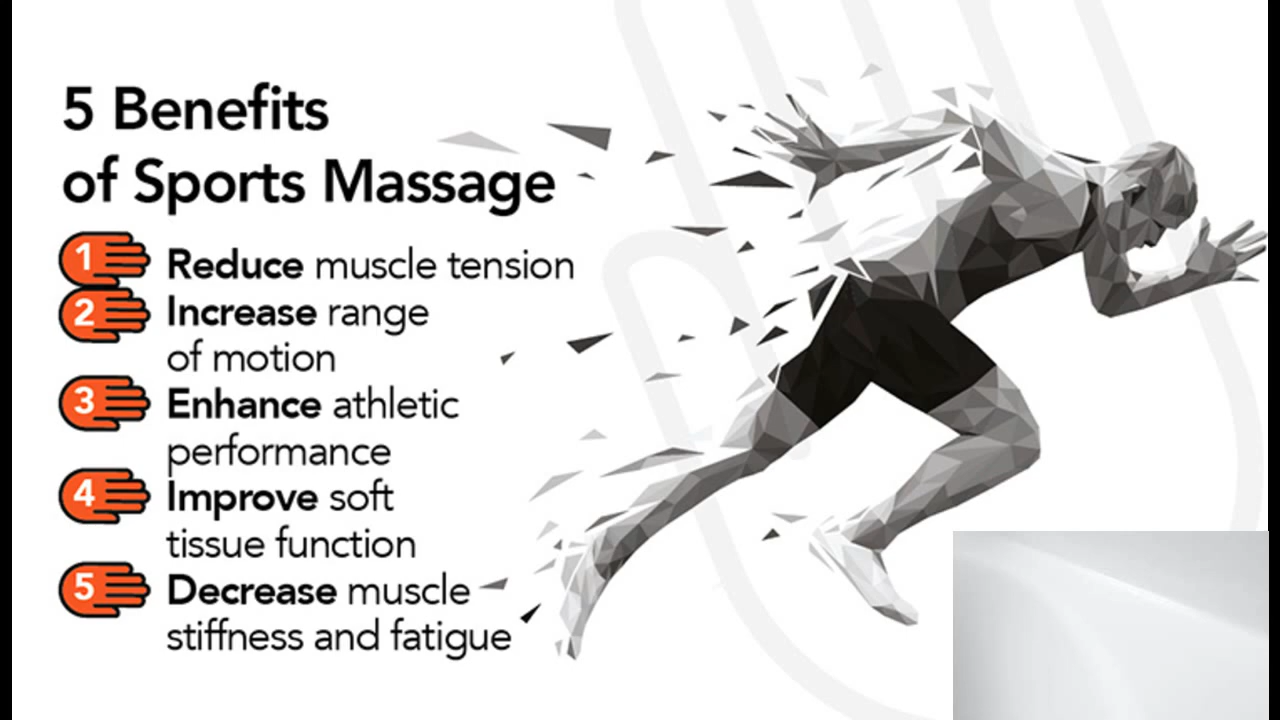 5 Benefits
of Sports Massage
1 Reduce muscle tension
2 Increase range
of motion
3 Enhance athletic
performance
4 Improve soft
tissue function
5 Decrease muscle
stiffness and fatigue